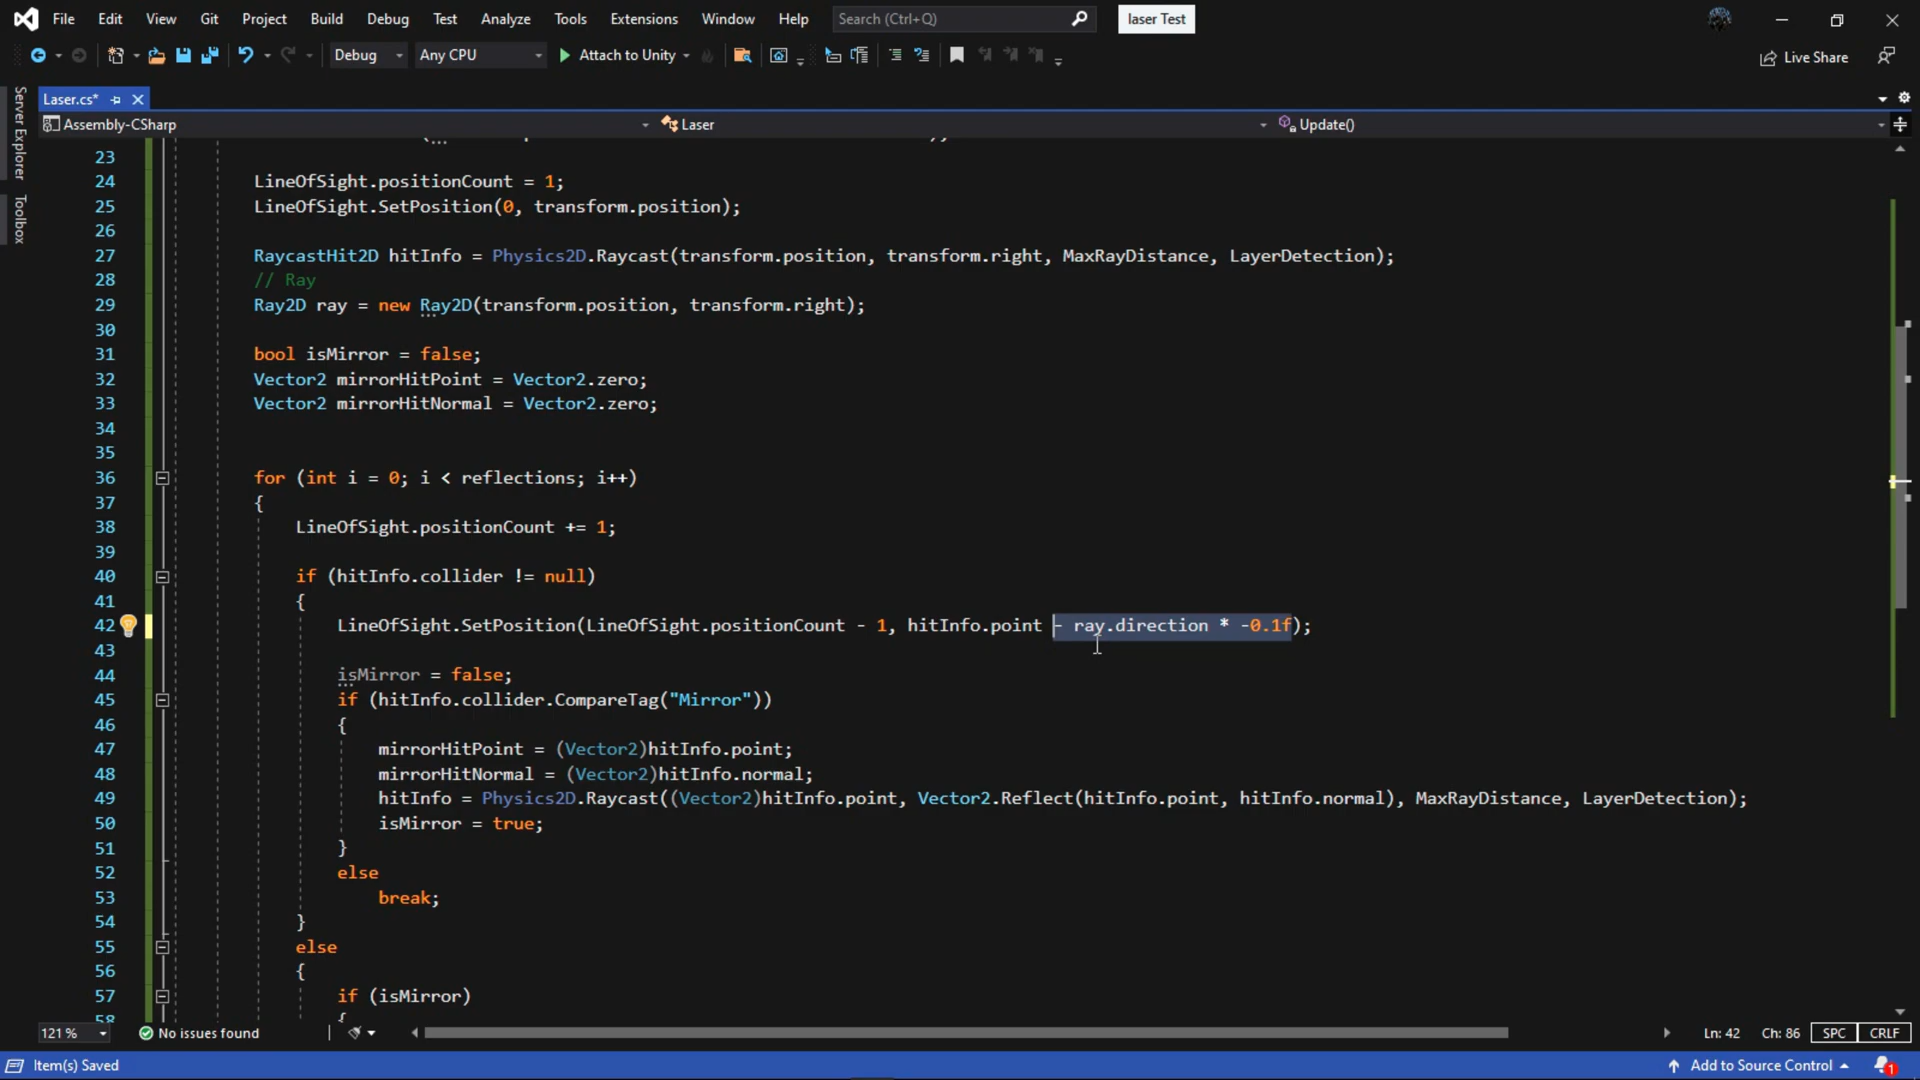 File Edit View Git Project Build Debug Test Analyze Tools Extensions Window Help Search (Ctrl+Q) laser Test
Debug Any CPU Attach to Unity Live Share
Server Explorer
Toolbox
Laser.cs*
Assembly-CSharp Laser Update()
23
24 LineOfSight.positionCount = 1;
25 LineOfSight.SetPosition(0, transform.position);
26
27 RaycastHit2D hitInfo = Physics2D.Raycast(transform.position, transform.right, MaxRayDistance, LayerDetection);
28 // Ray
29 Ray2D ray = new Ray2D(transform.position, transform.right);
30
31 bool isMirror = false;
32 Vector2 mirrorHitPoint = Vector2.zero;
33 Vector2 mirrorHitNormal = Vector2.zero;
34
35
36 for (int i = 0; i < reflections; i++)
37 {
38 LineOfSight.positionCount += 1;
39
40 if (hitInfo.collider != null)
41 {
42 LineOfSight.SetPosition(LineOfSight.positionCount - 1, hitInfo.point - ray.direction * -0.1f);
43
44 isMirror = false;
45 if (hitInfo.collider.CompareTag("Mirror"))
46 {
47 mirrorHitPoint = (Vector2)hitInfo.point;
48 mirrorHitNormal = (Vector2)hitInfo.normal;
49 hitInfo = Physics2D.Raycast((Vector2)hitInfo.point, Vector2.Reflect(hitInfo.point, hitInfo.normal), MaxRayDistance, LayerDetection);
50 isMirror = true;
51 }
52 else
53 break;
54 }
55 else
56 {
57 if (isMirror)
58 {
121 % No issues found Ln: 42 Ch: 86 SPC CRLF
Item(s) Saved Add to Source Control 1